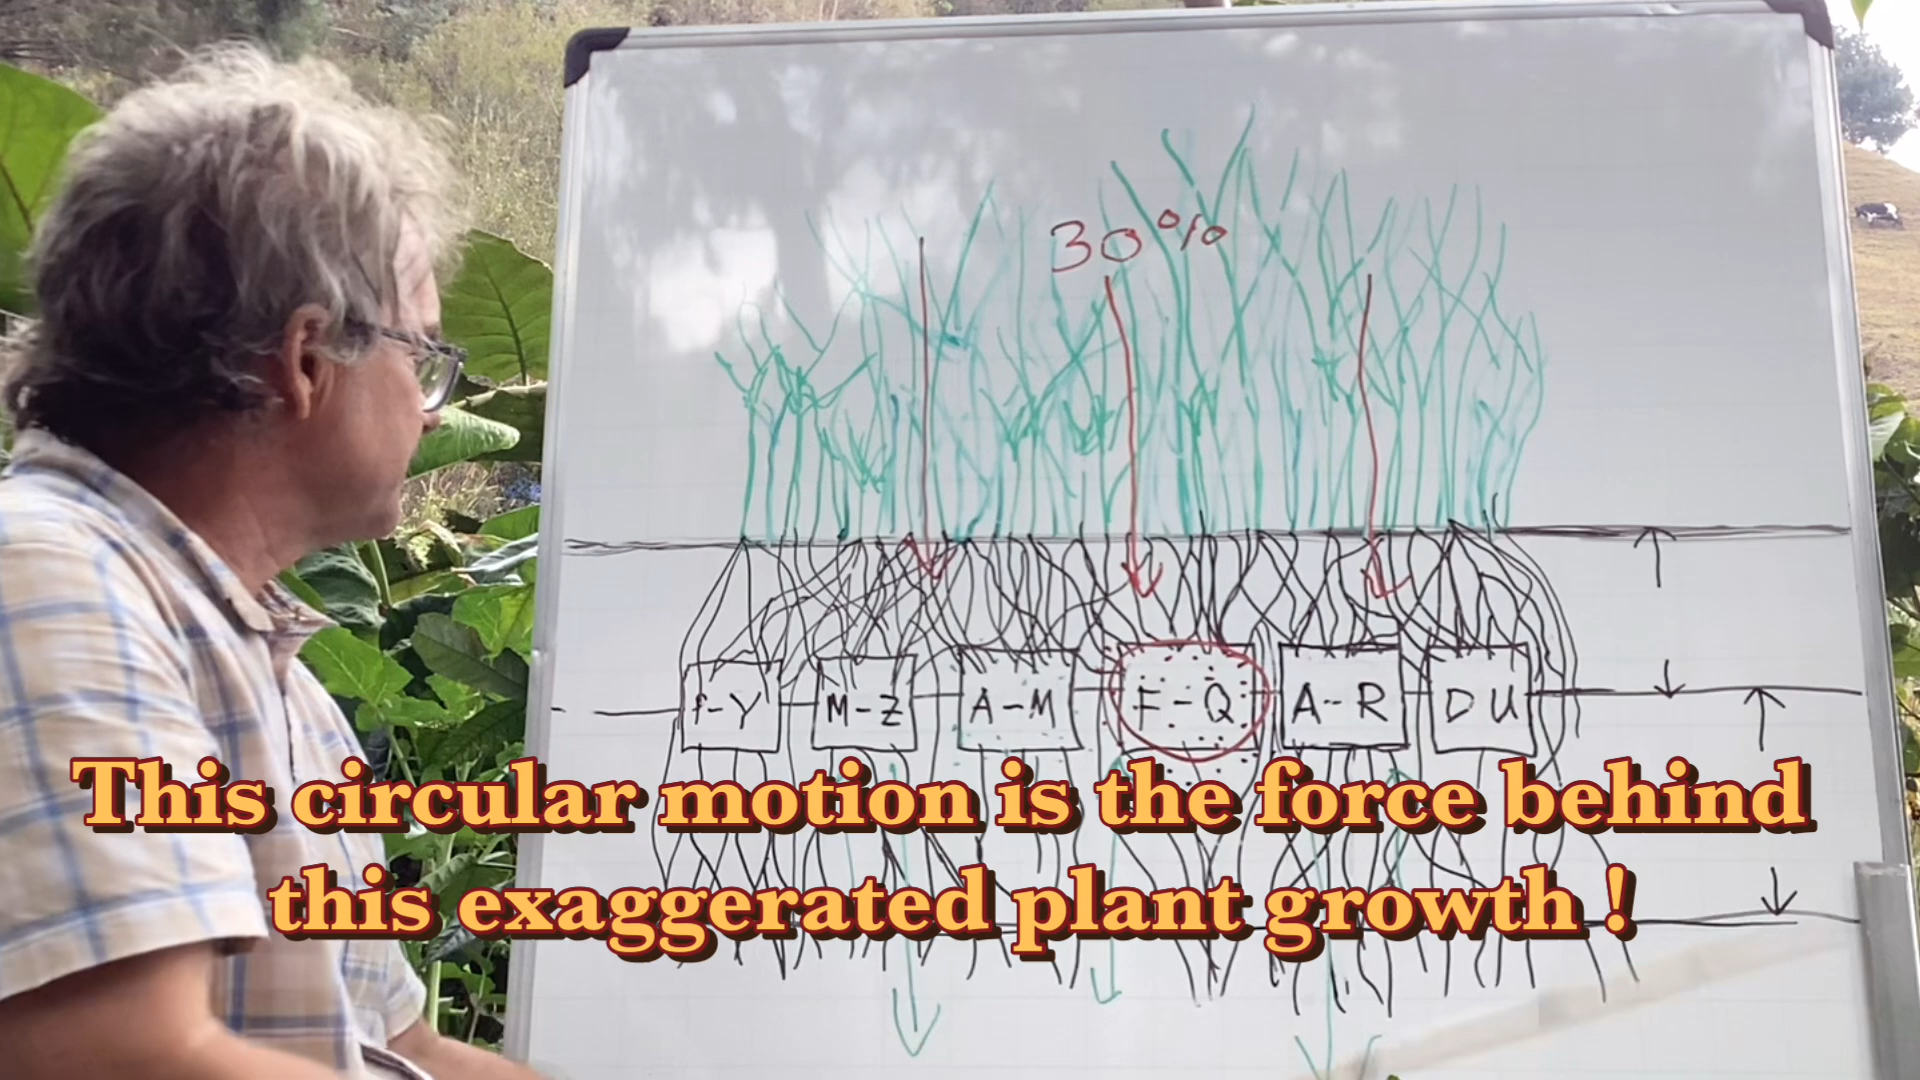 30%
f-Y M-Z A-M F-Q A-R DU
This circular motion is the force behind
this exaggerated plant growth !